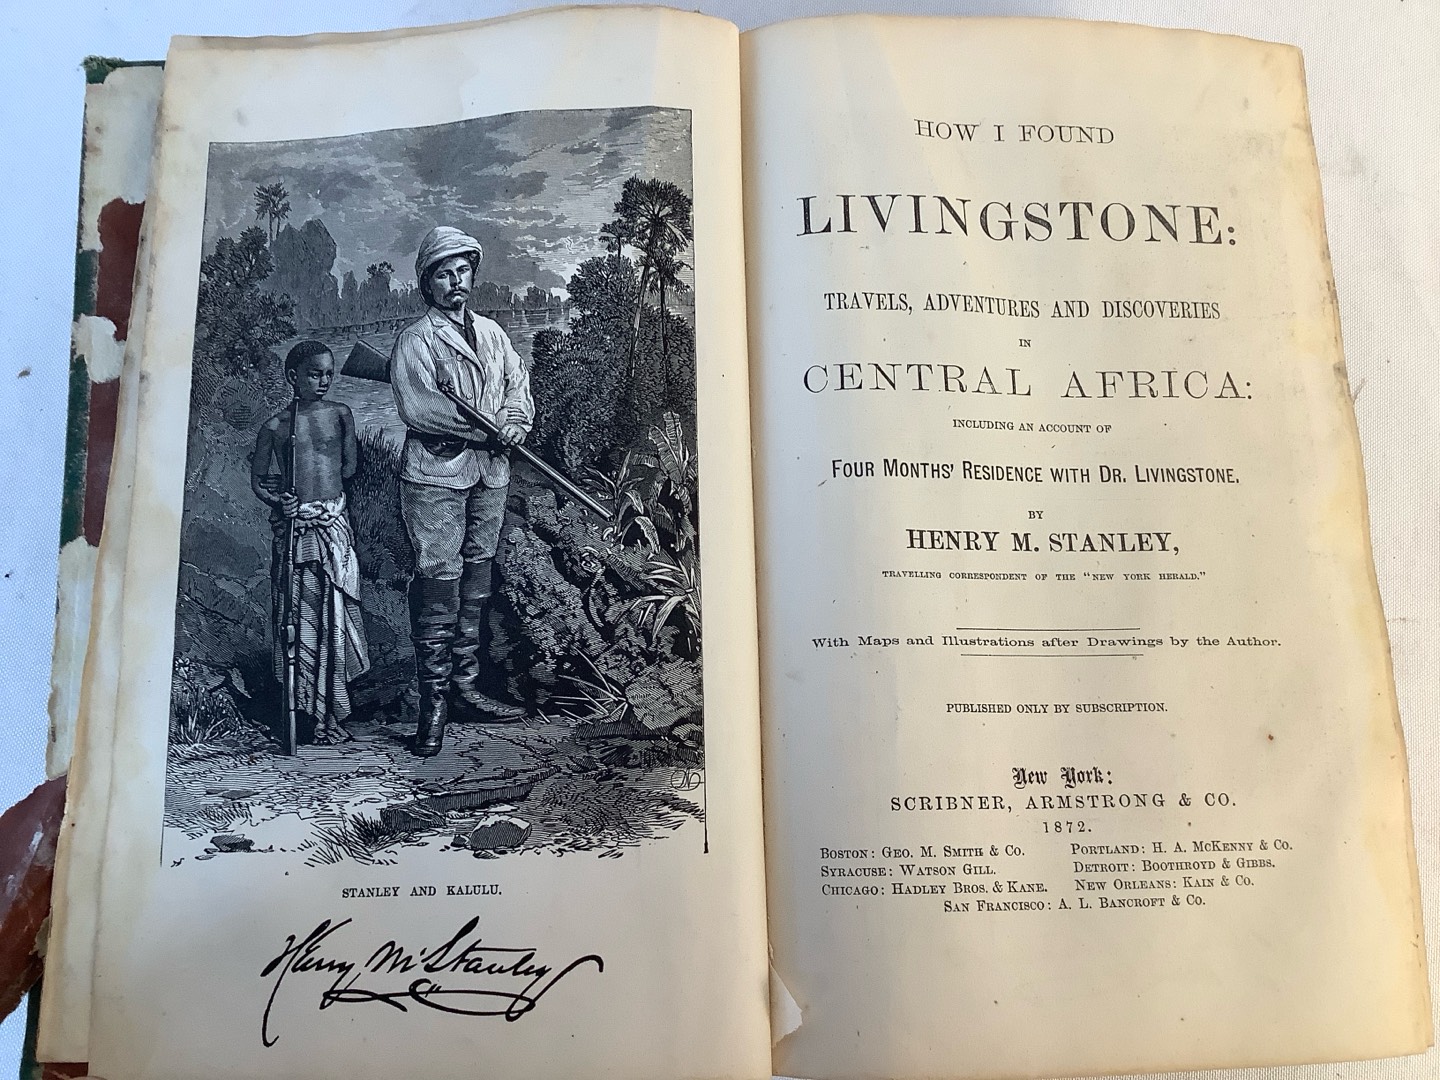 STANLEY AND KALULU.
Henry M. Stanley
HOW I FOUND
LIVINGSTONE:
TRAVELS, ADVENTURES AND DISCOVERIES
IN
CENTRAL AFRICA:
INCLUDING AN ACCOUNT OF
FOUR MONTHS' RESIDENCE WITH DR. LIVINGSTONE.
BY
HENRY M. STANLEY,
TRAVELLING CORRESPONDENT OF THE "NEW YORK HERALD."
With Maps and Illustrations after Drawings by the Author.
PUBLISHED ONLY BY SUBSCRIPTION.
New York:
SCRIBNER, ARMSTRONG & CO.
1872.
BOSTON: GEO. M. SMITH & CO. PORTLAND: H. A. MCKENNY & CO.
SYRACUSE: WATSON GILL. DETROIT: BOOTHROYD & GIBBS.
CHICAGO: HADLEY BROS. & KANE. NEW ORLEANS: KAIN & CO.
SAN FRANCISCO: A. L. BANCROFT & CO.